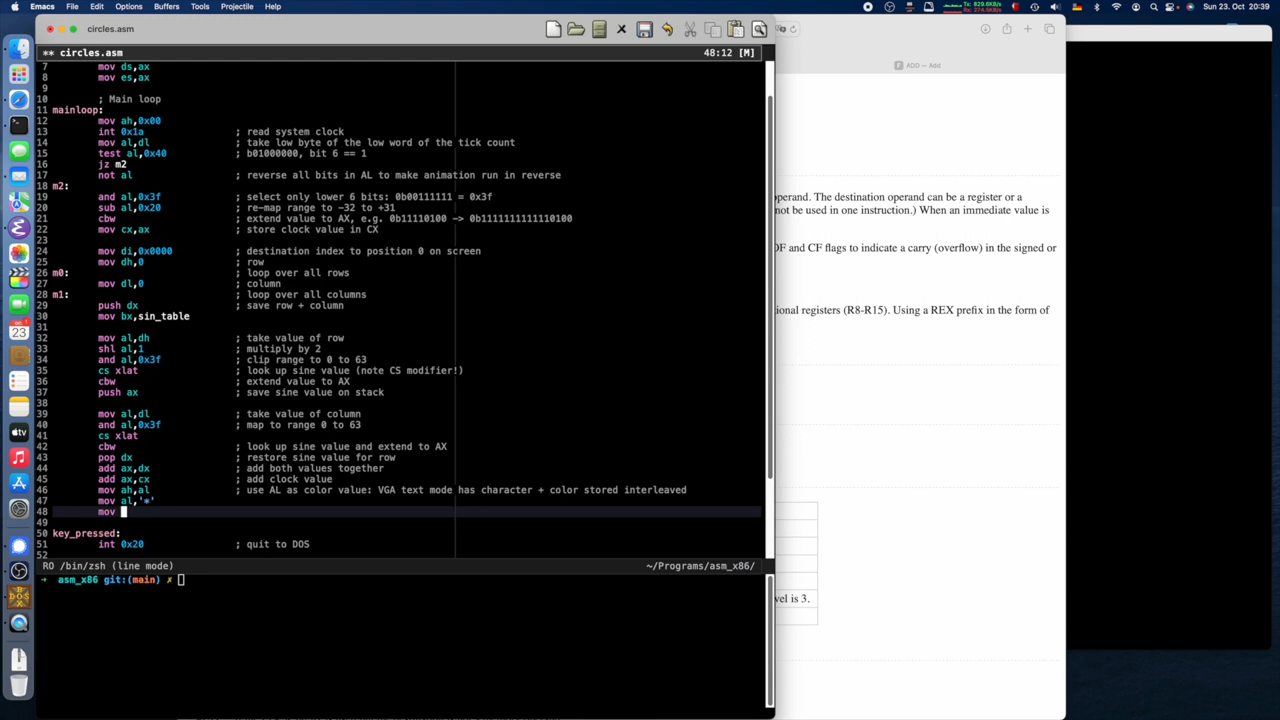 Emacs File Edit Options Buffers Tools Projectile Help
Sun 23. Oct 20:39
circles.asm
** circles.asm 48:12 [M]
7 mov ds,ax
8 mov es,ax
9
10 ; Main loop
11 mainloop:
12 mov ah,0x00
13 int 0x1a ; read system clock
14 mov al,dl ; take low byte of the low word of the tick count
15 test al,0x40 ; b01000000, bit 6 == 1
16 jz m2
17 not al ; reverse all bits in AL to make animation run in reverse
18 m2:
19 and al,0x3f ; select only lower 6 bits: 0b00111111 = 0x3f
20 sub al,0x20 ; re-map range to -32 to +31
21 cbw ; extend value to AX, e.g. 0b11110100 -> 0b1111111111110100
22 mov cx,ax ; store clock value in CX
23
24 mov di,0x0000 ; destination index to position 0 on screen
25 mov dh,0 ; row
26 m0: ; loop over all rows
27 mov dl,0 ; column
28 m1: ; loop over all columns
29 push dx ; save row + column
30 mov bx,sin_table
31
32 mov al,dh ; take value of row
33 shl al,1 ; multiply by 2
34 and al,0x3f ; clip range to 0 to 63
35 cs xlat ; look up sine value (note CS modifier!)
36 cbw ; extend value to AX
37 push ax ; save sine value on stack
38
39 mov al,dl ; take value of column
40 and al,0x3f ; map to range 0 to 63
41 cs xlat
42 cbw ; look up sine value and extend to AX
43 pop dx ; restore sine value for row
44 add ax,dx ; add both values together
45 add ax,cx ; add clock value
46 mov ah,al ; use AL as color value: VGA text mode has character + color stored interleaved
47 mov al,'*'
48 mov
49
50 key_pressed:
51 int 0x20 ; quit to DOS
52
RO /bin/zsh (line mode) ~/Programs/asm_x86/
➜ asm_x86 git:(main) ✗
ADD — Add
operand. The destination operand can be a register or a
not be used in one instruction.) When an immediate value is
OF and CF flags to indicate a carry (overflow) in the signed or
ional registers (R8-R15). Using a REX prefix in the form of
vel is 3.